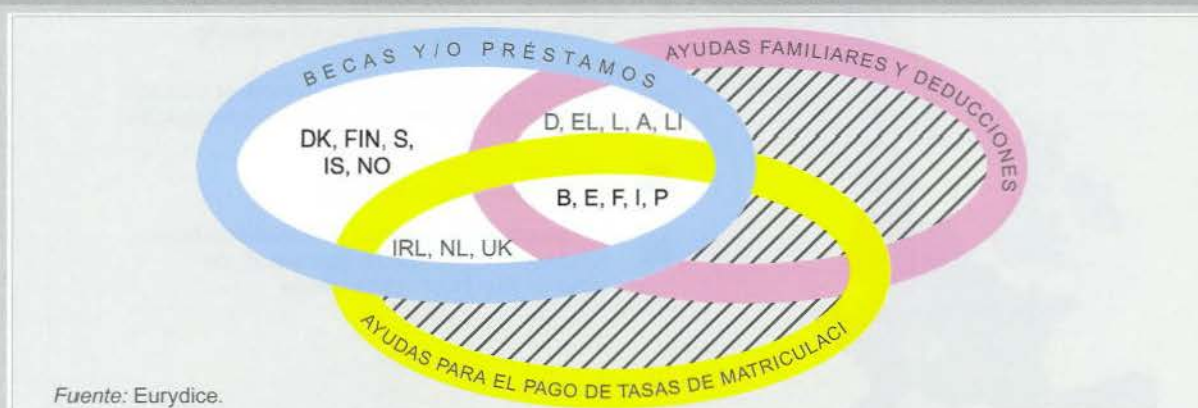 BECAS Y/O PRÉSTAMOS
AYUDAS FAMILIARES Y DEDUCCIONES
D, EL, L, A, LI
DK, FIN, S,
IS, NO
B, E, F, I, P
IRL, NL, UK
AYUDAS PARA EL PAGO DE TASAS DE MATRICULACI
Fuente: Eurydice.